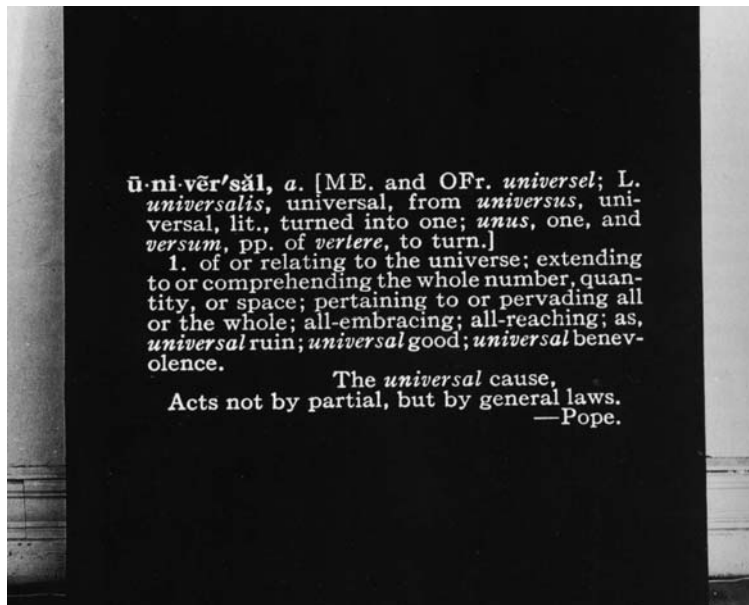 ū·ni·vẽr′săl, a. [ME. and OFr. universel; L.
universalis, universal, from universus, uni-
versal, lit., turned into one; unus, one, and
versum, pp. of vertere, to turn.]
1. of or relating to the universe; extending
to or comprehending the whole number, quan-
tity, or space; pertaining to or pervading all
or the whole; all-embracing; all-reaching; as,
universal ruin; universal good; universal benev-
olence.
The universal cause,
Acts not by partial, but by general laws.
—Pope.